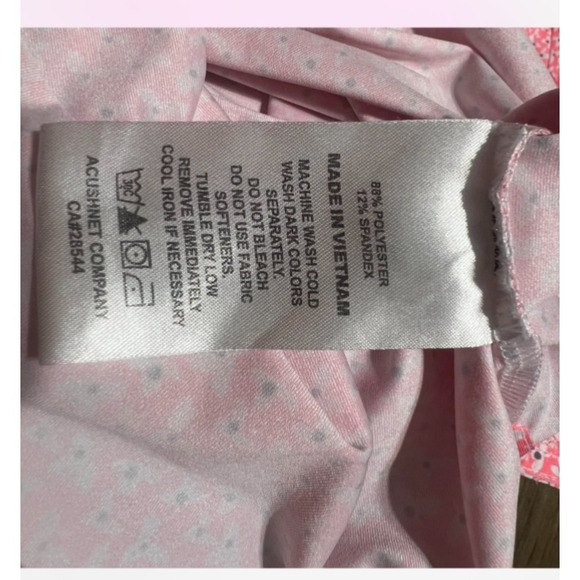 88% POLYESTER
12% SPANDEX
MADE IN VIETNAM
MACHINE WASH COLD
WASH DARK COLORS
SEPARATELY.
DO NOT BLEACH
DO NOT USE FABRIC
SOFTENERS.
TUMBLE DRY LOW
REMOVE IMMEDIATELY
COOL IRON IF NECESSARY
30C
ACUSHNET COMPANY
CA#28544